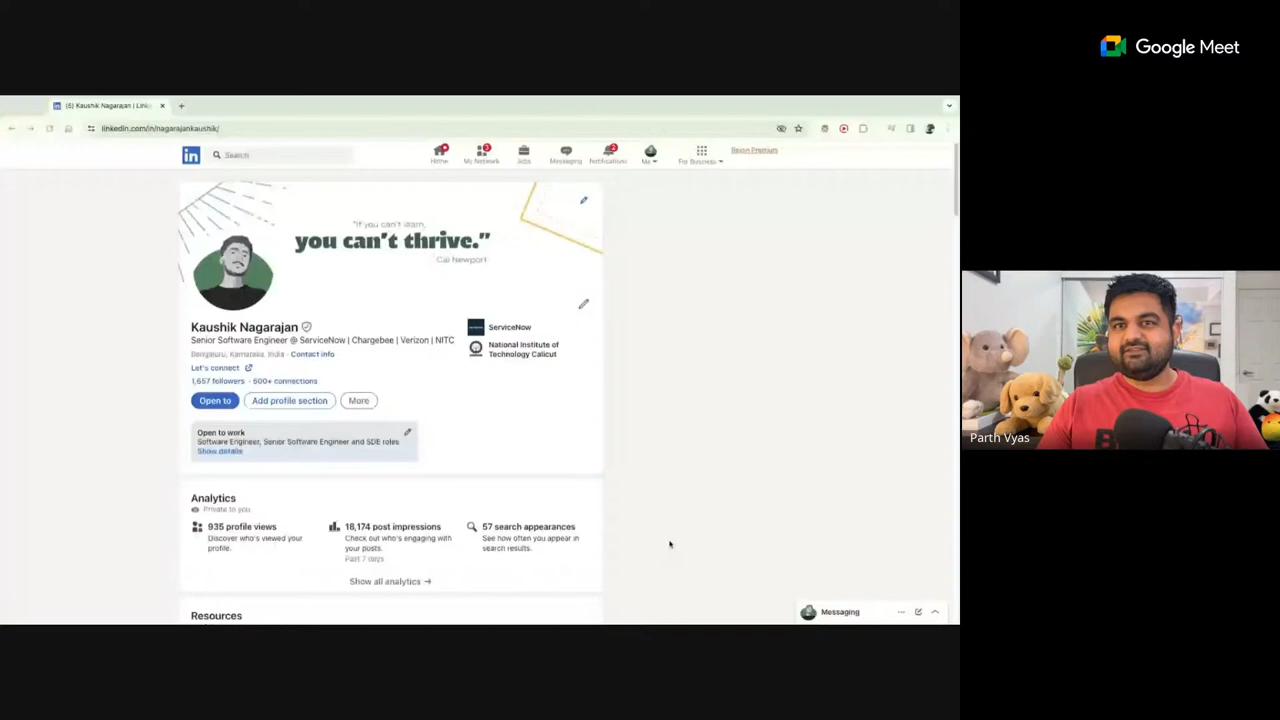 Google Meet
(5) Kaushik Nagarajan | Link
linkedin.com/in/nagarajankaushik/
in
Search
Home
My Network
3
Jobs
Messaging
Notifications
2
Me
For Business
"If you can't learn,
you can't thrive."
Cal Newport
Kaushik Nagarajan
Senior Software Engineer @ ServiceNow | Chargebee | Verizon | NITC
Bengaluru, Karnataka, India · Contact info
Let's connect
1,657 followers · 500+ connections
Open to
Add profile section
More
ServiceNow
National Institute of
Technology Calicut
Open to work
Software Engineer, Senior Software Engineer and SDE roles
Show details
Analytics
Private to you
935 profile views
Discover who's viewed your
profile.
18,174 post impressions
Check out who's engaging with
your posts.
Past 7 days
57 search appearances
See how often you appear in
search results.
Show all analytics →
Resources
Messaging
Parth Vyas